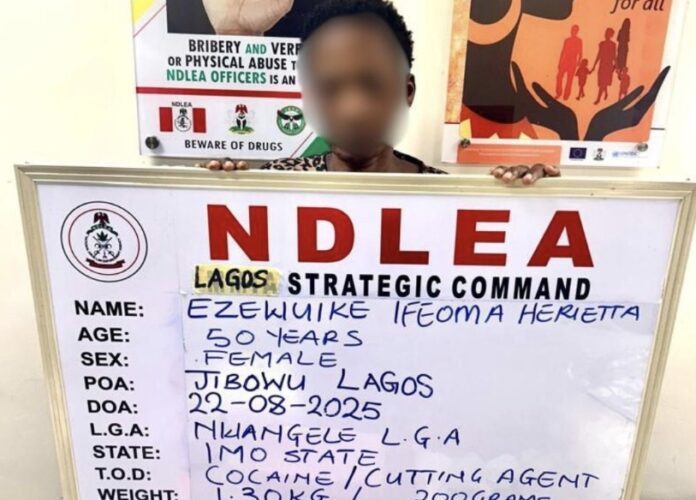 for all
BRIBERY AND VER
OR PHYSICAL ABUSE T
NDLEA OFFICERS IS AN
NDLEA
BEWARE OF DRUGS
NDLEA
LAGOS STRATEGIC COMMAND
NAME: EZEWUIKE IFEOMA HERIETTA
AGE: 50 YEARS
SEX: FEMALE
POA: JIBOWU LAGOS
DOA: 22-08-2025
L.G.A: NWANGELE L.G.A
STATE: IMO STATE
T.O.D: COCAINE/CUTTING AGENT
WEIGHT: 1.30KG / 200GRAMS